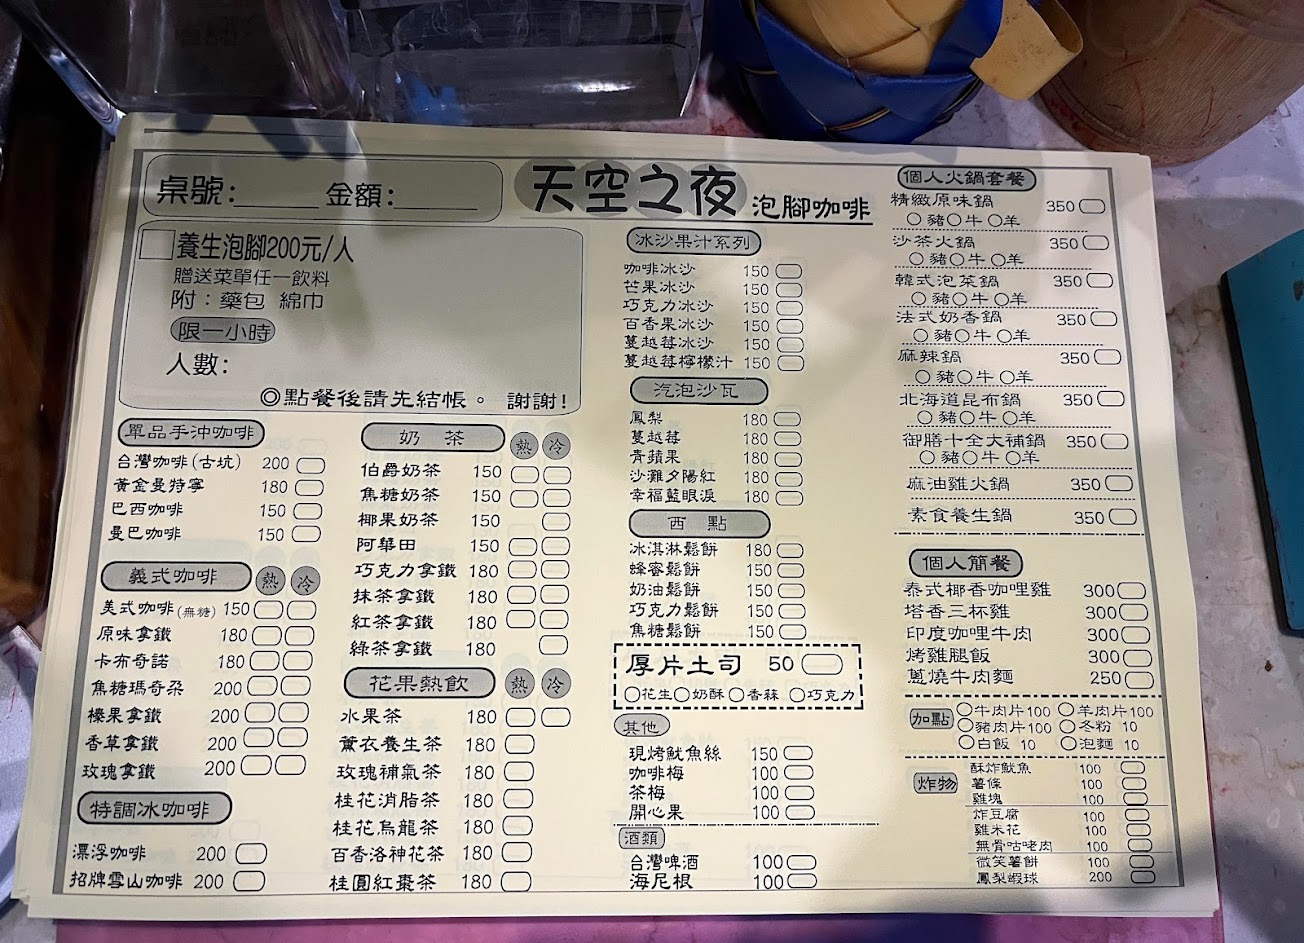 桌號:______ 金額:______
養生泡腳200元/人
贈送菜單任一飲料
附：藥包 綿巾
限一小時
人數:
◎點餐後請先結帳。 謝謝!
單品手沖咖啡
台灣咖啡(古坑) 200
黃金曼特寧 180
巴西咖啡 150
曼巴咖啡 150
義式咖啡 熱 冷
美式咖啡(無糖) 150
原味拿鐵 180
卡布奇諾 180
焦糖瑪奇朵 200
榛果拿鐵 200
香草拿鐵 200
玫瑰拿鐵 200
特調冰咖啡
漂浮咖啡 200
招牌雪山咖啡 200
奶茶 熱 冷
伯爵奶茶 150
焦糖奶茶 150
椰果奶茶 150
阿華田 150
巧克力拿鐵 180
抹茶拿鐵 180
紅茶拿鐵 180
綠茶拿鐵 180
花果熱飲 熱 冷
水果茶 180
薰衣養生茶 180
玫瑰補氣茶 180
桂花消脂茶 180
桂花烏龍茶 180
百香洛神花茶 180
桂圓紅棗茶 180
天空之夜 泡腳咖啡
冰沙果汁系列
咖啡冰沙 150
芒果冰沙 150
巧克力冰沙 150
百香果冰沙 150
蔓越莓冰沙 150
蔓越莓檸檬汁 150
汽泡沙瓦
鳳梨 180
蔓越莓 180
青蘋果 180
沙灘夕陽紅 180
幸福藍眼淚 180
西點
冰淇淋鬆餅 180
蜂蜜鬆餅 150
奶油鬆餅 150
巧克力鬆餅 150
焦糖鬆餅 150
厚片土司 50
○花生○奶酥○香蒜 ○巧克力
其他
現烤魷魚絲 150
咖啡梅 100
茶梅 100
開心果 100
酒類
台灣啤酒 100
海尼根 100
個人火鍋套餐
精緻原味鍋 350
○豬○牛 ○羊
沙茶火鍋 350
○豬○牛 ○羊
韓式泡菜鍋 350
○豬○牛 ○羊
法式奶香鍋 350
○豬○牛 ○羊
麻辣鍋 350
○豬○牛 ○羊
北海道昆布鍋 350
○豬○牛 ○羊
御膳十全大補鍋 350
○豬○牛 ○羊
麻油雞火鍋 350
素食養生鍋 350
個人簡餐
泰式椰香咖哩雞 300
塔香三杯雞 300
印度咖哩牛肉 300
烤雞腿飯 300
蔥燒牛肉麵 250
加點
○牛肉片100 ○羊肉片100
○豬肉片100 ○冬粉 10
○白飯 10 ○泡麵 10
炸物
酥炸魷魚 100
薯條 100
雞塊 100
炸豆腐 100
雞米花 100
無骨咕咾肉 100
微笑薯餅 100
鳳梨蝦球 200